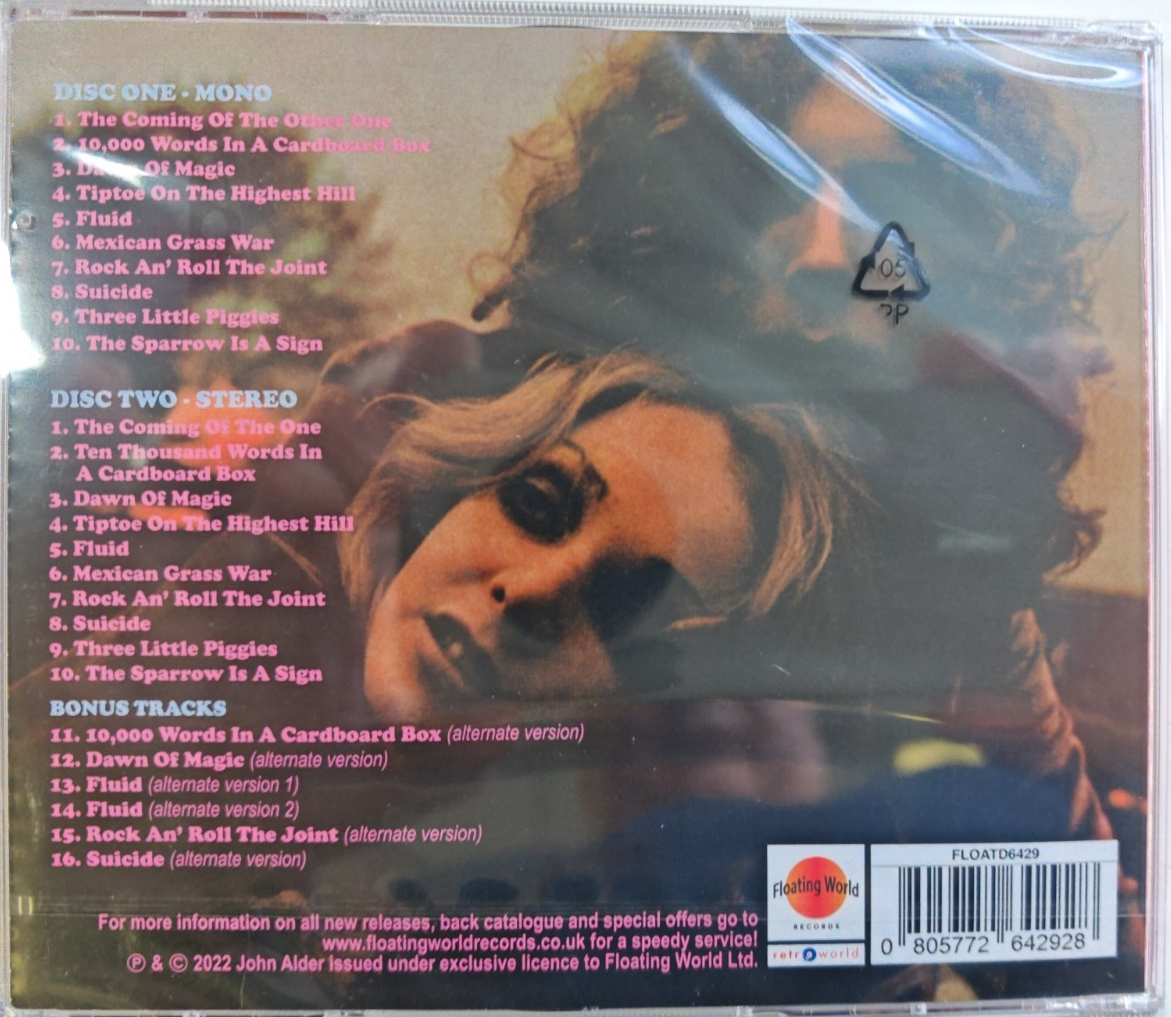 DISC ONE - MONO
1. The Coming Of The Other One
2. 10,000 Words In A Cardboard Box
3. Dawn Of Magic
4. Tiptoe On The Highest Hill
5. Fluid
6. Mexican Grass War
7. Rock An' Roll The Joint
8. Suicide
9. Three Little Piggies
10. The Sparrow Is A Sign
DISC TWO - STEREO
1. The Coming Of The One
2. Ten Thousand Words In
A Cardboard Box
3. Dawn Of Magic
4. Tiptoe On The Highest Hill
5. Fluid
6. Mexican Grass War
7. Rock An' Roll The Joint
8. Suicide
9. Three Little Piggies
10. The Sparrow Is A Sign
BONUS TRACKS
11. 10,000 Words In A Cardboard Box (alternate version)
12. Dawn Of Magic (alternate version)
13. Fluid (alternate version 1)
14. Fluid (alternate version 2)
15. Rock An' Roll The Joint (alternate version)
16. Suicide (alternate version)
For more information on all new releases, back catalogue and special offers go to
www.floatingworldrecords.co.uk for a speedy service!
℗ & © 2022 John Alder issued under exclusive licence to Floating World Ltd.
Floating World
RECORDS
retroworld
FLOATD6429
0 805772 642928
05
PP